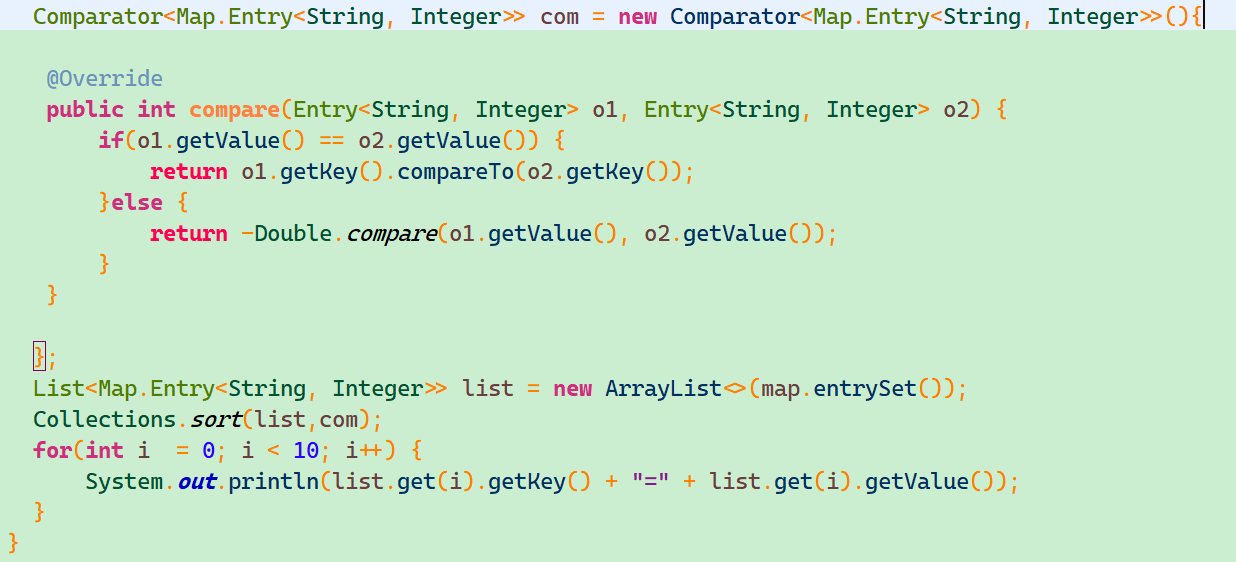 Comparator<Map.Entry<String, Integer>> com = new Comparator<Map.Entry<String, Integer>>(){
@Override
public int compare(Entry<String, Integer> o1, Entry<String, Integer> o2) {
if(o1.getValue() == o2.getValue()) {
return o1.getKey().compareTo(o2.getKey());
}else {
return -Double.compare(o1.getValue(), o2.getValue());
}
}
};
List<Map.Entry<String, Integer>> list = new ArrayList<>(map.entrySet());
Collections.sort(list,com);
for(int i  = 0; i < 10; i++) {
System.out.println(list.get(i).getKey() + "=" + list.get(i).getValue());
}
}